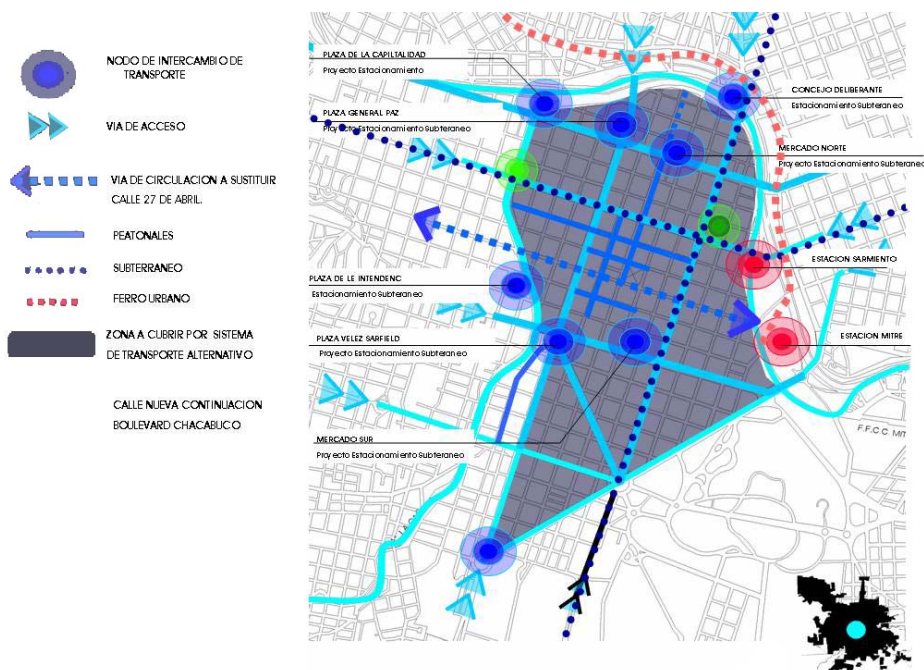 NODO DE INTERCAMBIO DE
TRANSPORTE
VIA DE ACCESO
VIA DE CIRCULACION A SUSTITUIR
CALLE 27 DE ABRIL.
PEATONALES
SUBTERRANEO
FERRO URBANO
ZONA A CUBRIR POR SISTEMA
DE TRANSPORTE ALTERNATIVO
CALLE NUEVA CONTINUACION
BOULEVARD CHACABUCO
PLAZA DE LA CAPILTALIDAD
Proyecto Estacionamiento
PLAZA GENERAL PAZ
Proyecto Estacionamiento Subterraneo
CONCEJO DELIBERANTE
Estacionamiento Subterraneo
MERCADO NORTE
Proyecto Estacionamiento Subterraneo
ESTACION SARMIENTO
PLAZA DE LE INTENDENC
Estacionamiento Subteraneo
PLAZA VELEZ SARFIELD
Proyecto Estacionamiento Subterraneo
ESTACION MITRE
MERCADO SUR
Proyecto Estacionamiento Subterraneo
F.F.C.C. MIT